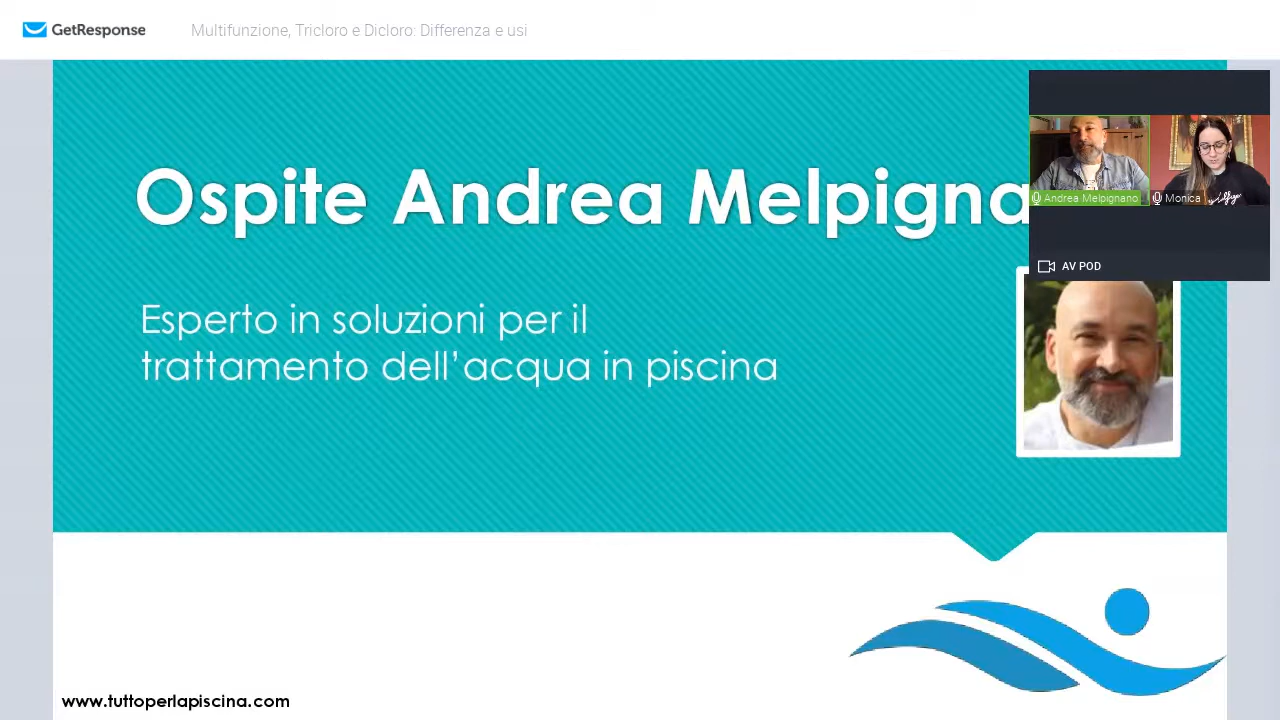 GetResponse
Multifunzione, Tricloro e Dicloro: Differenza e usi
Ospite Andrea Melpigna
Andrea Melpignano
Monica
AV POD
Esperto in soluzioni per il
trattamento dell'acqua in piscina
www.tuttoperlapiscina.com